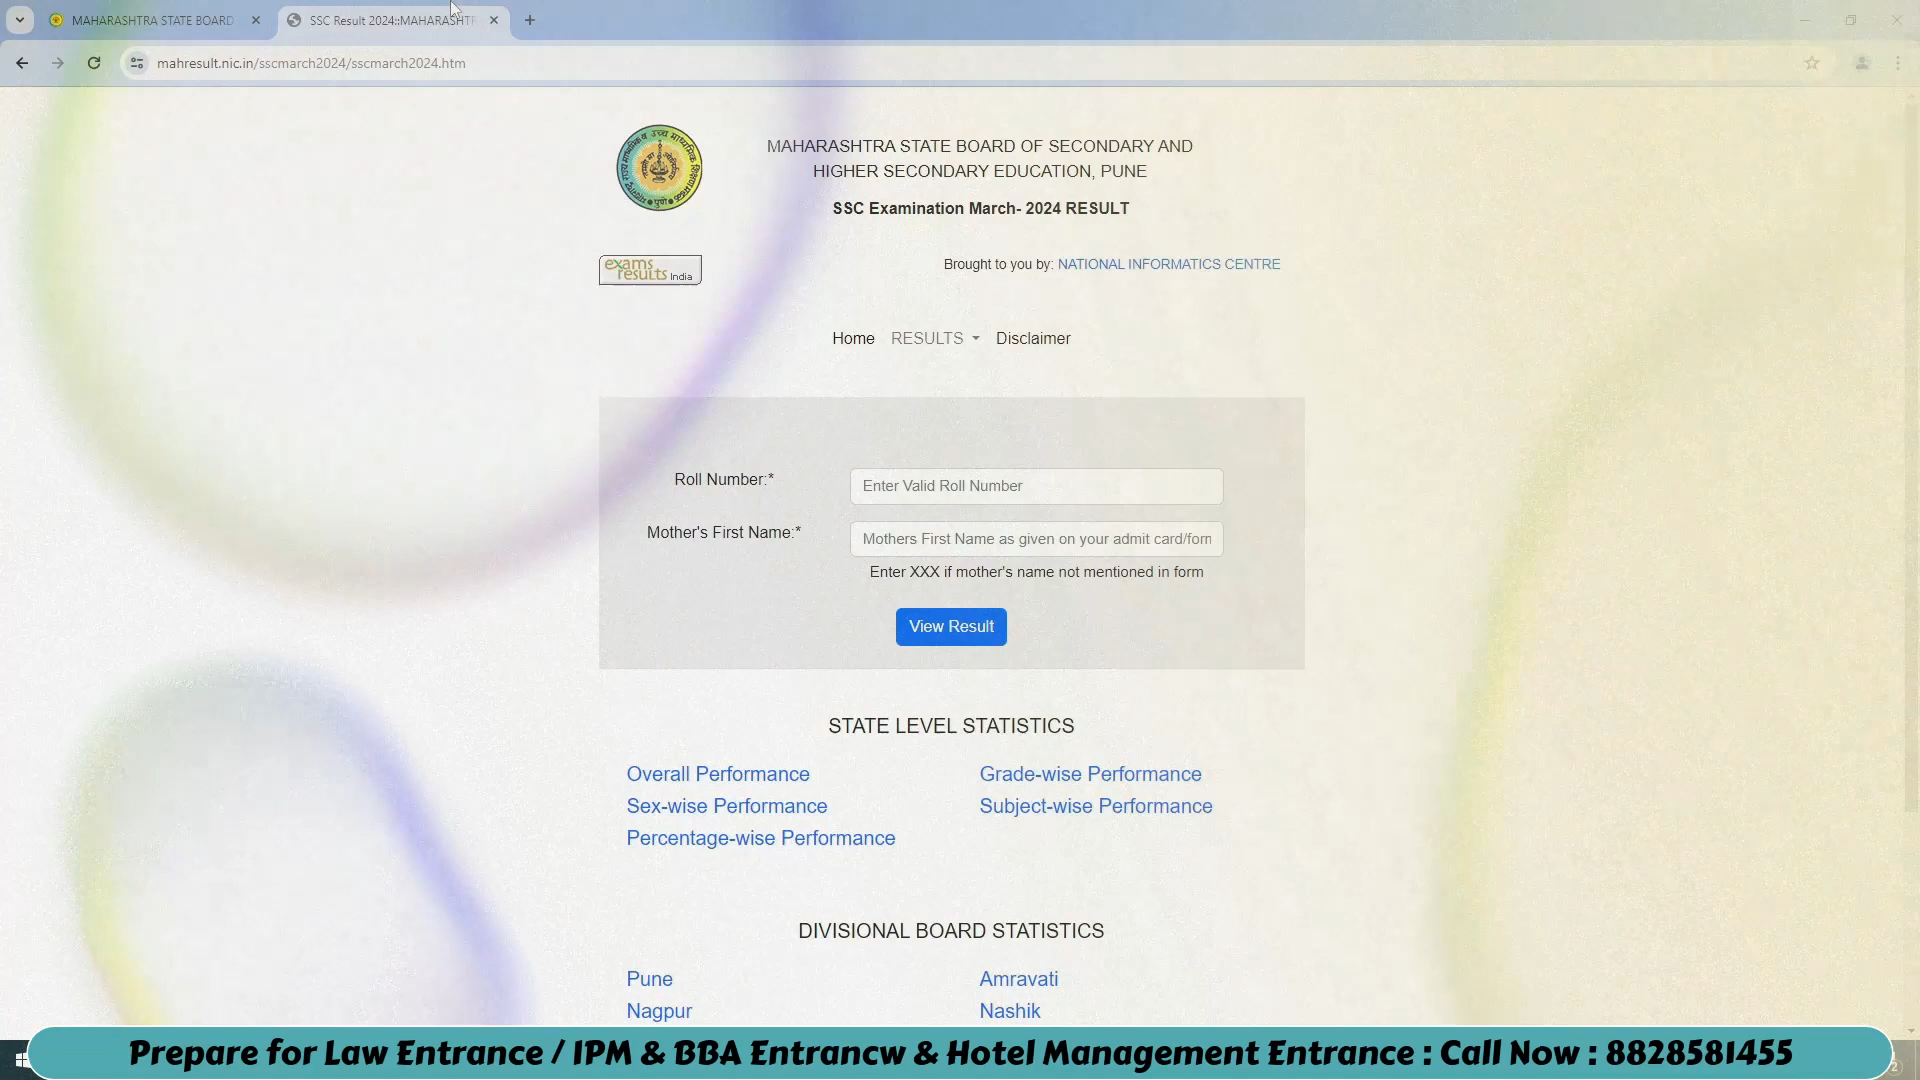 MAHARASHTRA STATE BOARD
SSC Result 2024::MAHARASHTR
mahresult.nic.in/sscmarch2024/sscmarch2024.htm
MAHARASHTRA STATE BOARD OF SECONDARY AND
HIGHER SECONDARY EDUCATION, PUNE
SSC Examination March- 2024 RESULT
exams
results India
Brought to you by: NATIONAL INFORMATICS CENTRE
Home RESULTS Disclaimer
Roll Number:* Enter Valid Roll Number
Mother's First Name:* Mothers First Name as given on your admit card/form
Enter XXX if mother's name not mentioned in form
View Result
STATE LEVEL STATISTICS
Overall Performance Grade-wise Performance
Sex-wise Performance Subject-wise Performance
Percentage-wise Performance
DIVISIONAL BOARD STATISTICS
Pune Amravati
Nagpur Nashik
Prepare for Law Entrance / IPM & BBA Entrancw & Hotel Management Entrance : Call Now : 8828581455
2